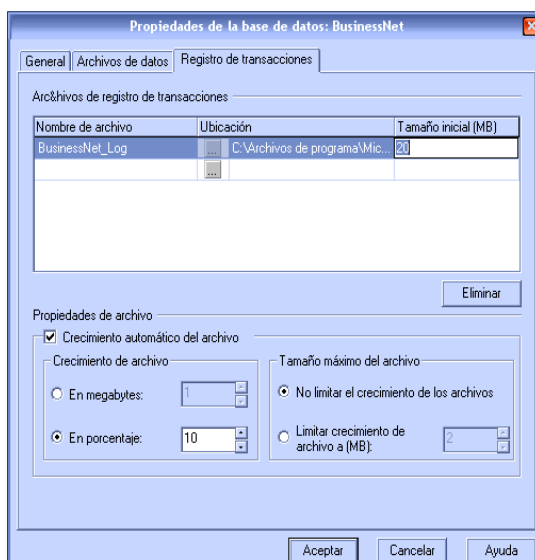 Propiedades de la base de datos: BusinessNet
General Archivos de datos Registro de transacciones
Arc&hivos de registro de transacciones
Nombre de archivo Ubicación Tamaño inicial (MB)
BusinessNet_Log ... C:\Archivos de programa\Mic... 20
...
Eliminar
Propiedades de archivo
Crecimiento automático del archivo
Crecimiento de archivo Tamaño máximo del archivo
En megabytes: 1 No limitar el crecimiento de los archivos
En porcentaje: 10 Limitar crecimiento de
archivo a (MB): 2
Aceptar Cancelar Ayuda